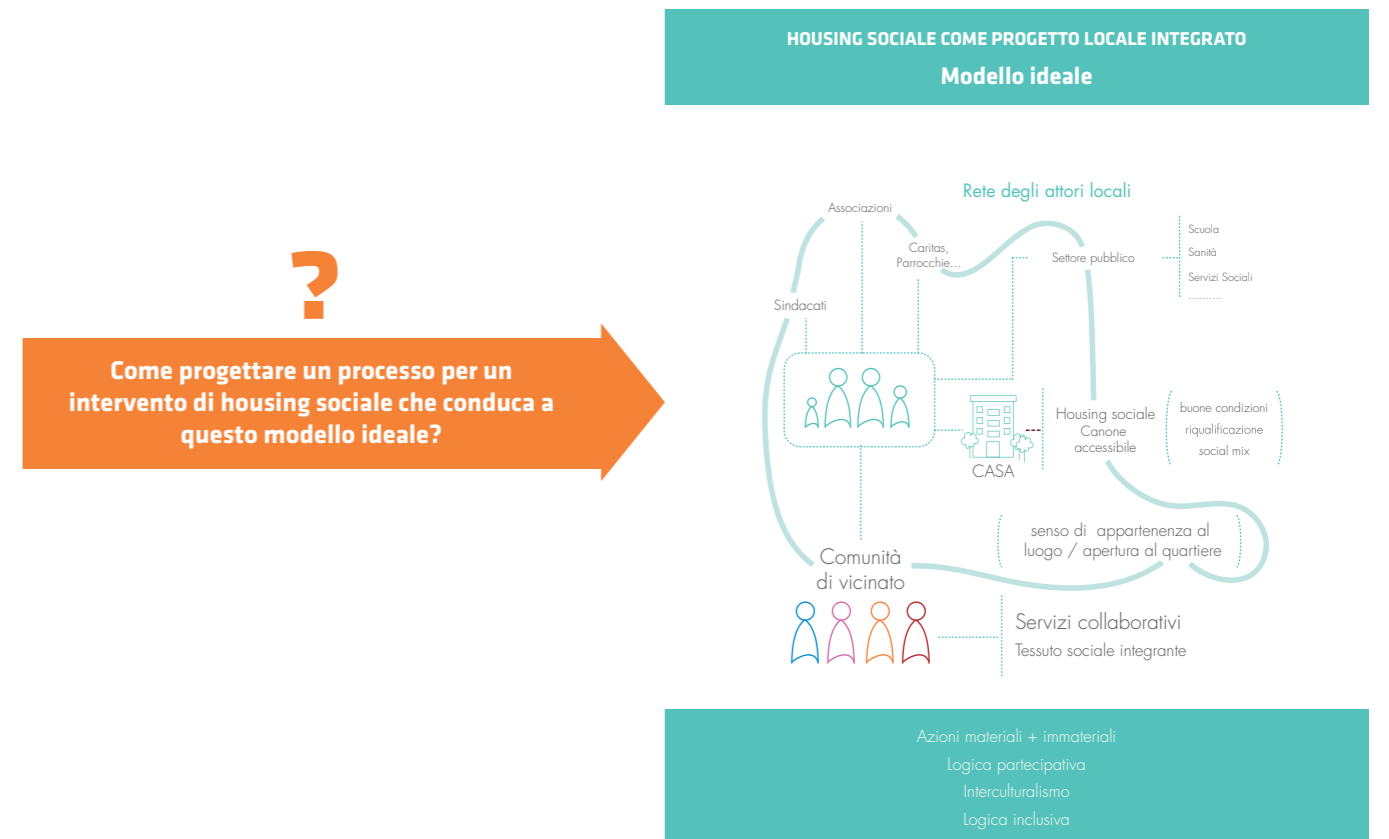 HOUSING SOCIALE COME PROGETTO LOCALE INTEGRATO
Modello ideale
?
Come progettare un processo per un
intervento di housing sociale che conduca a
questo modello ideale?
Rete degli attori locali
Associazioni
Caritas,
Parrocchie...
Settore pubblico
Scuola
Sanità
Servizi Sociali
..........
Sindacati
CASA
Housing sociale
Canone
accessibile
buone condizioni
riqualificazione
social mix
senso di appartenenza al
luogo / apertura al quartiere
Comunità
di vicinato
Servizi collaborativi
Tessuto sociale integrante
Azioni materiali + immateriali
Logica partecipativa
Interculturalismo
Logica inclusiva